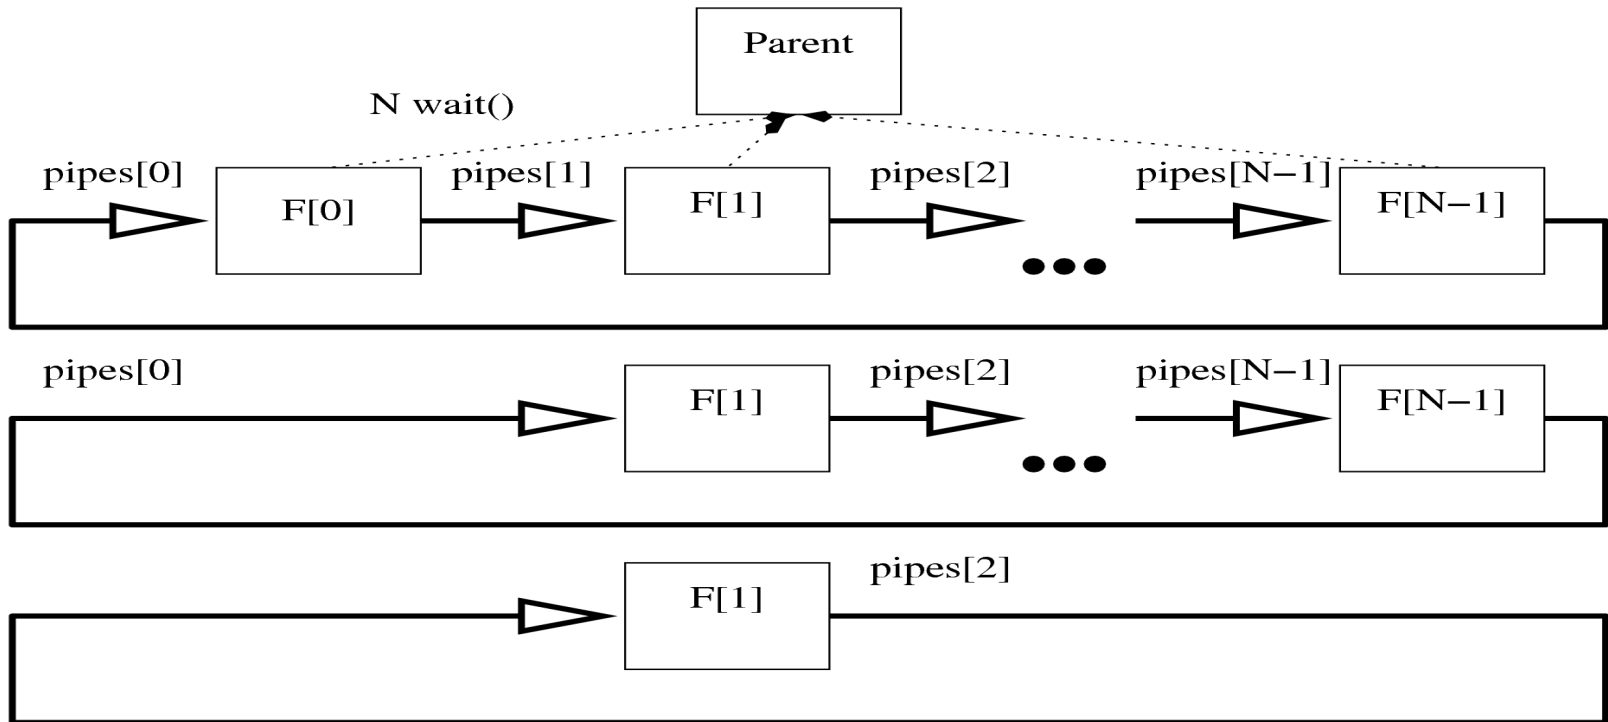 Parent
N wait()
pipes[0] pipes[1] pipes[2] pipes[N−1]
F[0] F[1] F[N−1]
pipes[0] pipes[2] pipes[N−1]
F[1] F[N−1]
pipes[2]
F[1]